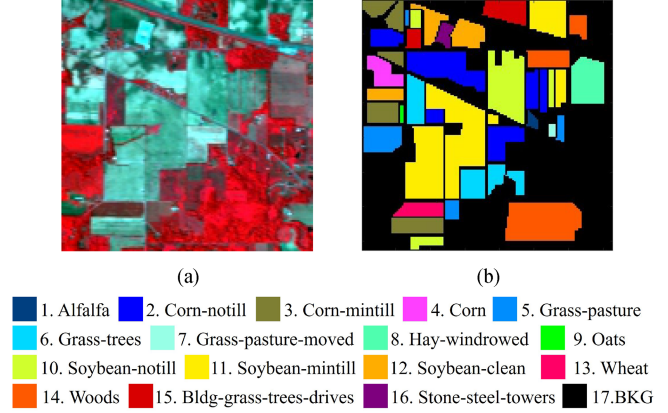 (a) (b)
1. Alfalfa 2. Corn-notill 3. Corn-mintill 4. Corn 5. Grass-pasture
6. Grass-trees 7. Grass-pasture-moved 8. Hay-windrowed 9. Oats
10. Soybean-notill 11. Soybean-mintill 12. Soybean-clean 13. Wheat
14. Woods 15. Bldg-grass-trees-drives 16. Stone-steel-towers 17.BKG